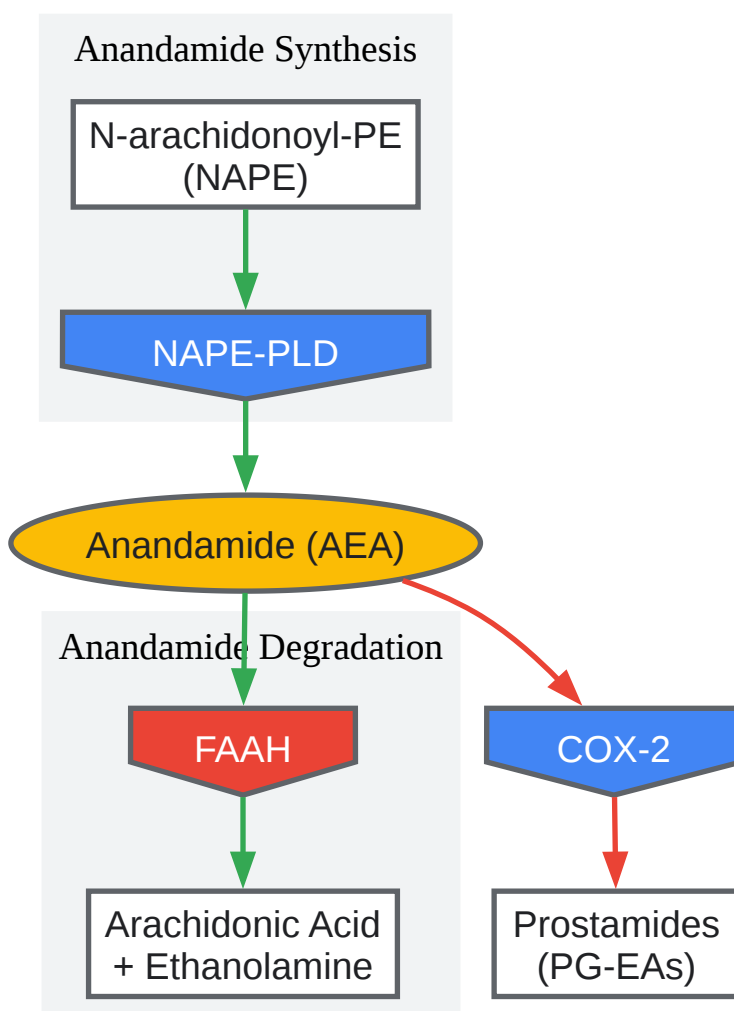 Anandamide Synthesis
N-arachidonoyl-PE
(NAPE)
NAPE-PLD
Anandamide (AEA)
Anandamide Degradation
FAAH
COX-2
Arachidonic Acid
+ Ethanolamine
Prostamides
(PG-EAs)